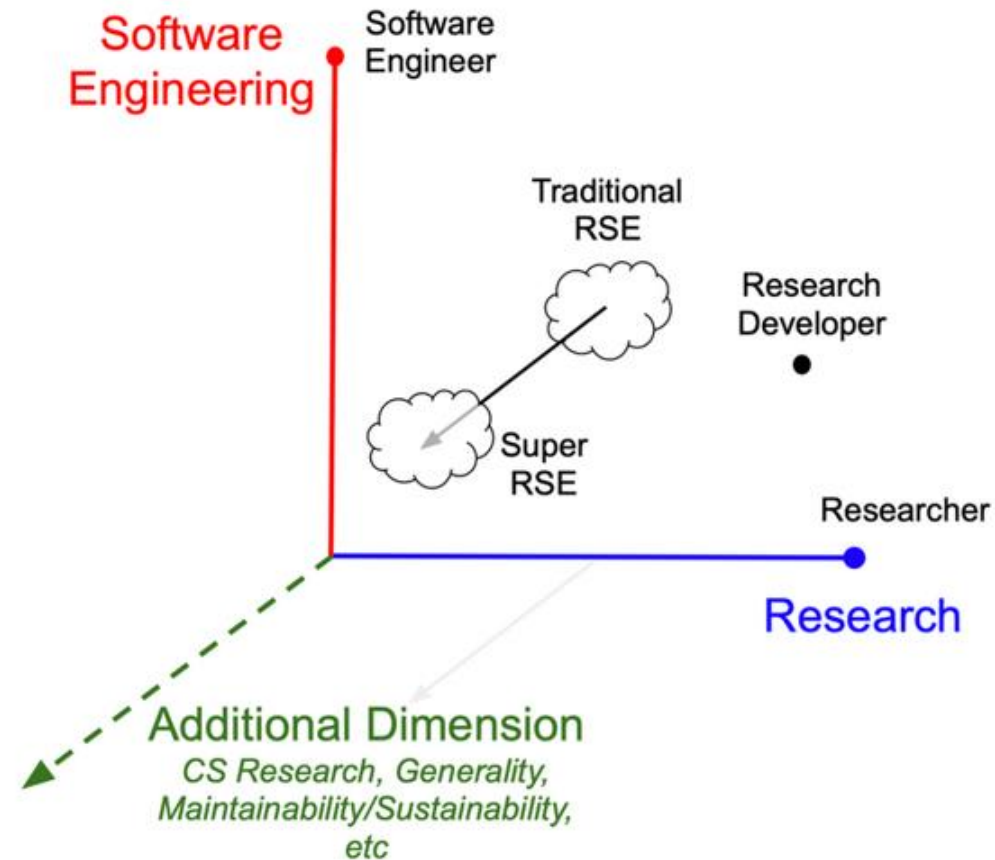 Software
Engineering
Software
Engineer
Traditional
RSE
Research
Developer
Super
RSE
Researcher
Research
Additional Dimension
CS Research, Generality,
Maintainability/Sustainability,
etc